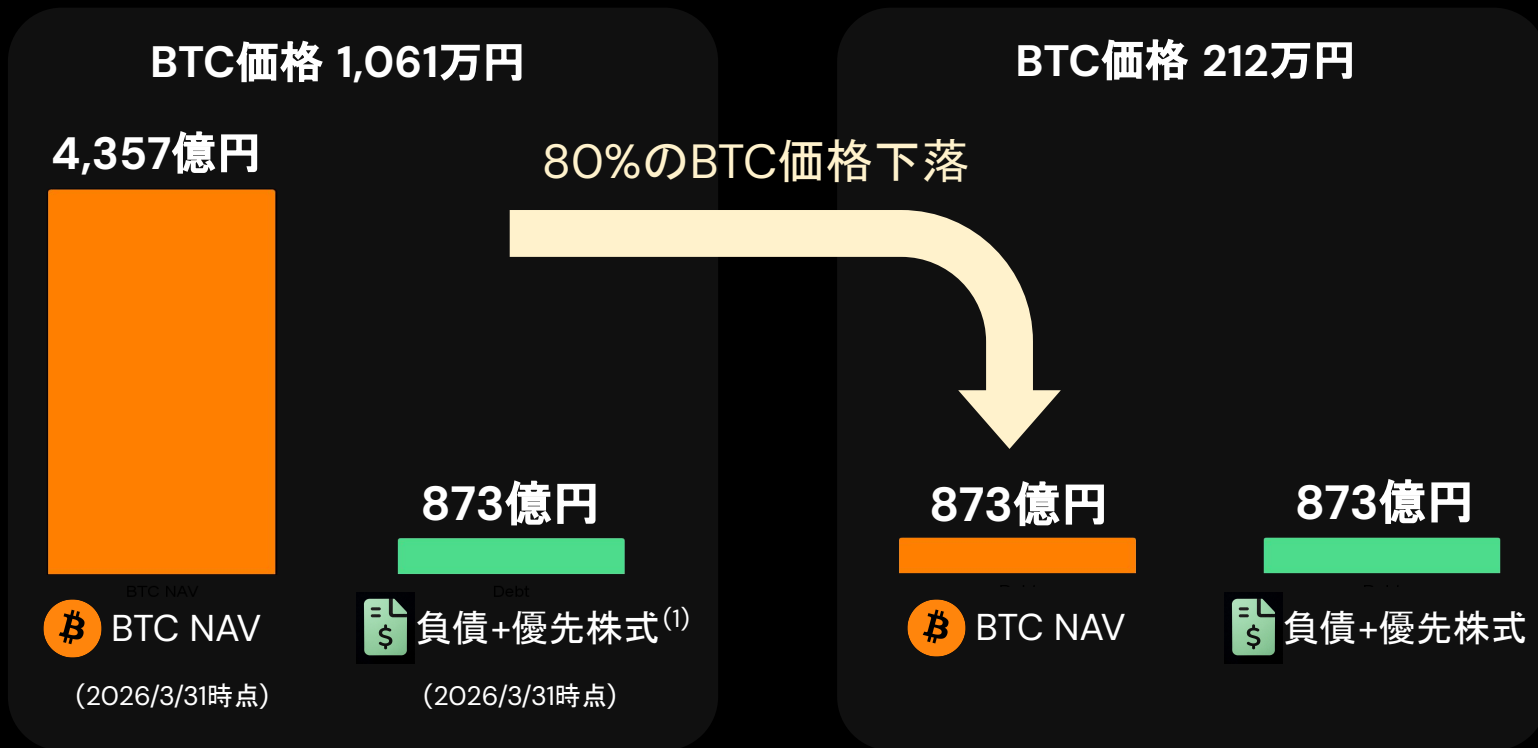 BTC価格 1,061万円
4,357億円
873億円
BTC NAV
Debt
BTC NAV
負債+優先株式(1)
(2026/3/31時点)
(2026/3/31時点)
80%のBTC価格下落
BTC価格 212万円
873億円
873億円
BTC NAV
負債+優先株式